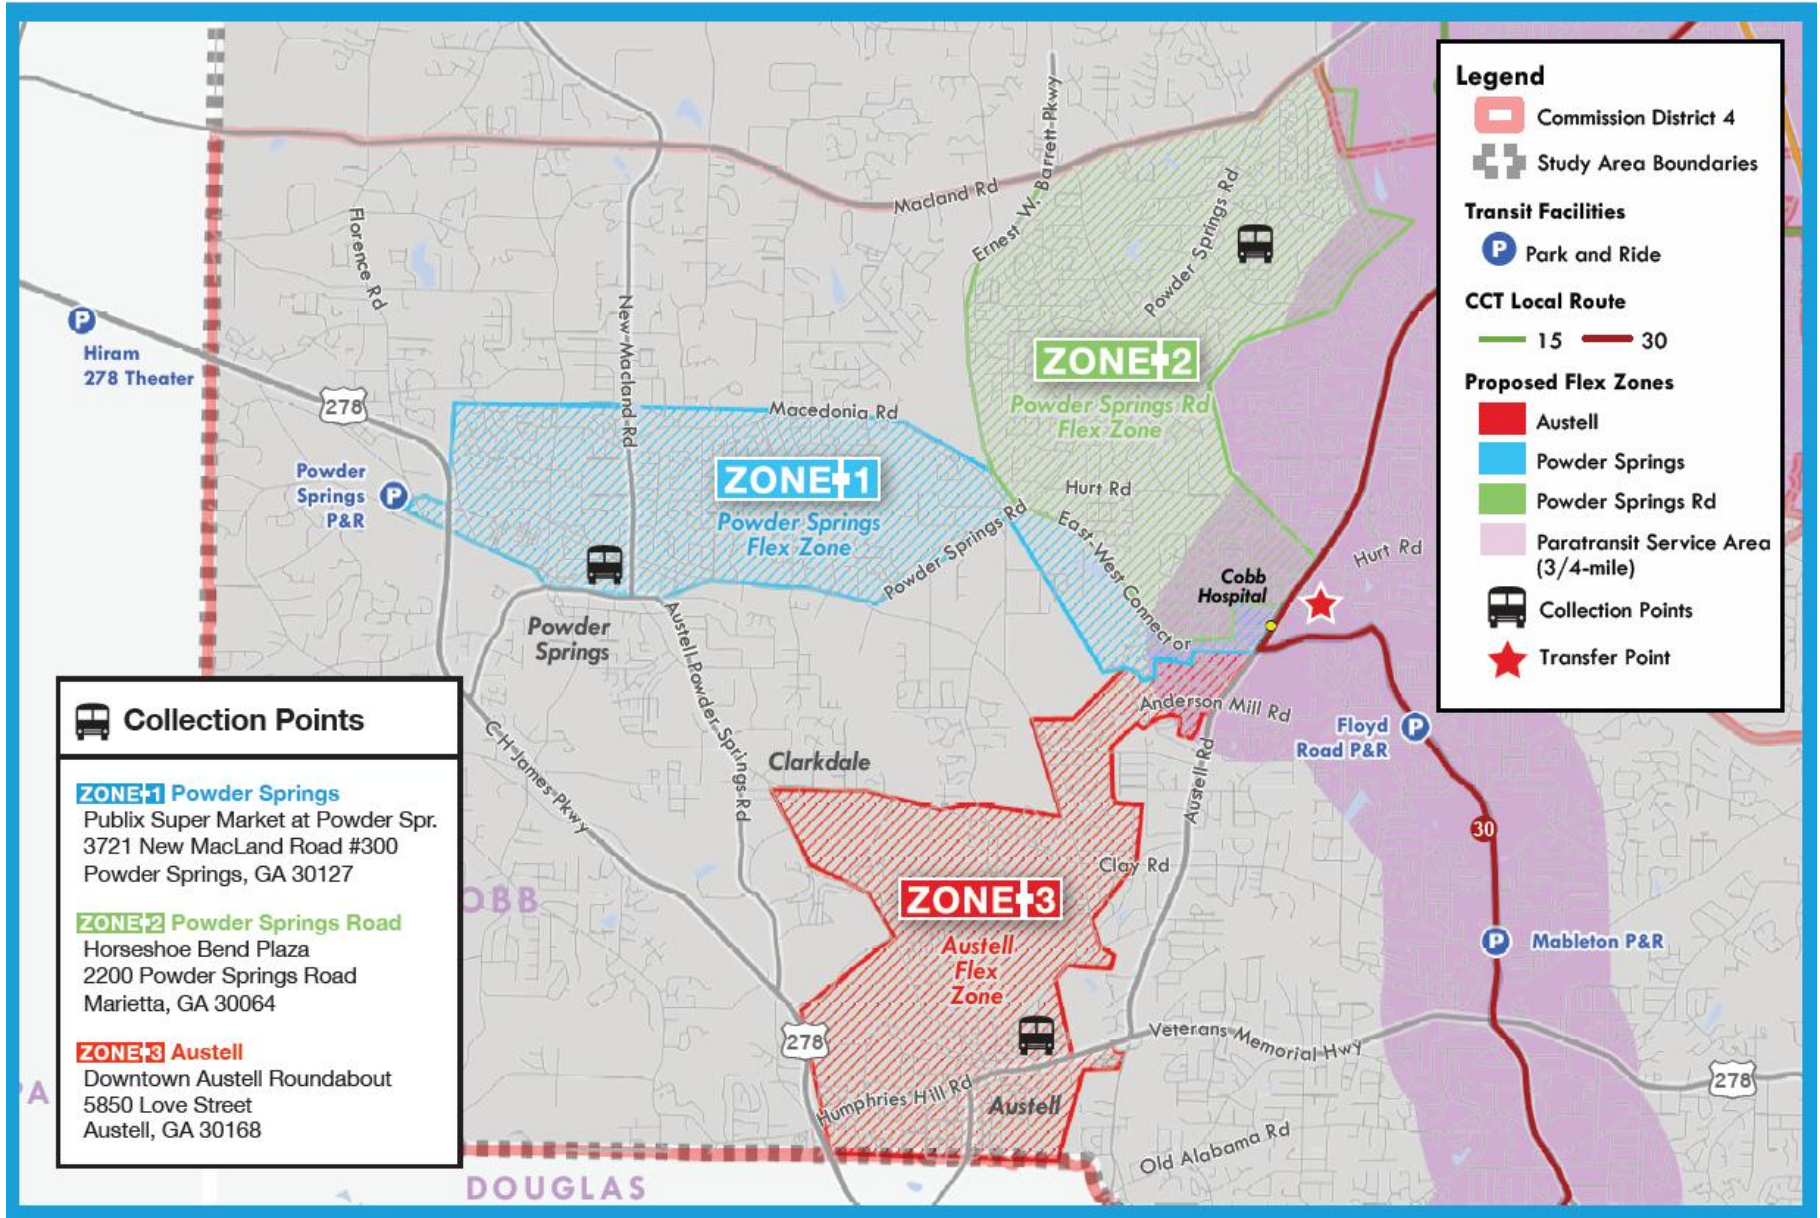 Legend
Commission District 4
Study Area Boundaries
Transit Facilities
P Park and Ride
CCT Local Route
15 30
Proposed Flex Zones
Austell
Powder Springs
Powder Springs Rd
Paratransit Service Area
(3/4-mile)
Collection Points
Transfer Point
Macland Rd
Ernest W. Barrett Pkwy
Powder Springs Rd
Florence Rd
New Macland Rd
P
Hiram
278 Theater
278
ZONE 2
Powder Springs Rd
Flex Zone
Macedonia Rd
Powder
Springs
P&R
P
ZONE 1
Powder Springs
Flex Zone
Hurt Rd
Powder Springs Rd
East-West Connector
Hurt Rd
Cobb
Hospital
Powder
Springs
Austell Powder Springs Rd
Anderson Mill Rd
Floyd
Road P&R
P
Austell Rd
C H James Pkwy
Clarkdale
30
Clay Rd
ZONE 3
Austell
Flex
Zone
OBB
P
Mableton P&R
278
Veterans Memorial Hwy
278
Humphries Hill Rd
Austell
Old Alabama Rd
DOUGLAS
PA
Collection Points
ZONE 1 Powder Springs
Publix Super Market at Powder Spr.
3721 New MacLand Road #300
Powder Springs, GA 30127
ZONE 2 Powder Springs Road
Horseshoe Bend Plaza
2200 Powder Springs Road
Marietta, GA 30064
ZONE 3 Austell
Downtown Austell Roundabout
5850 Love Street
Austell, GA 30168